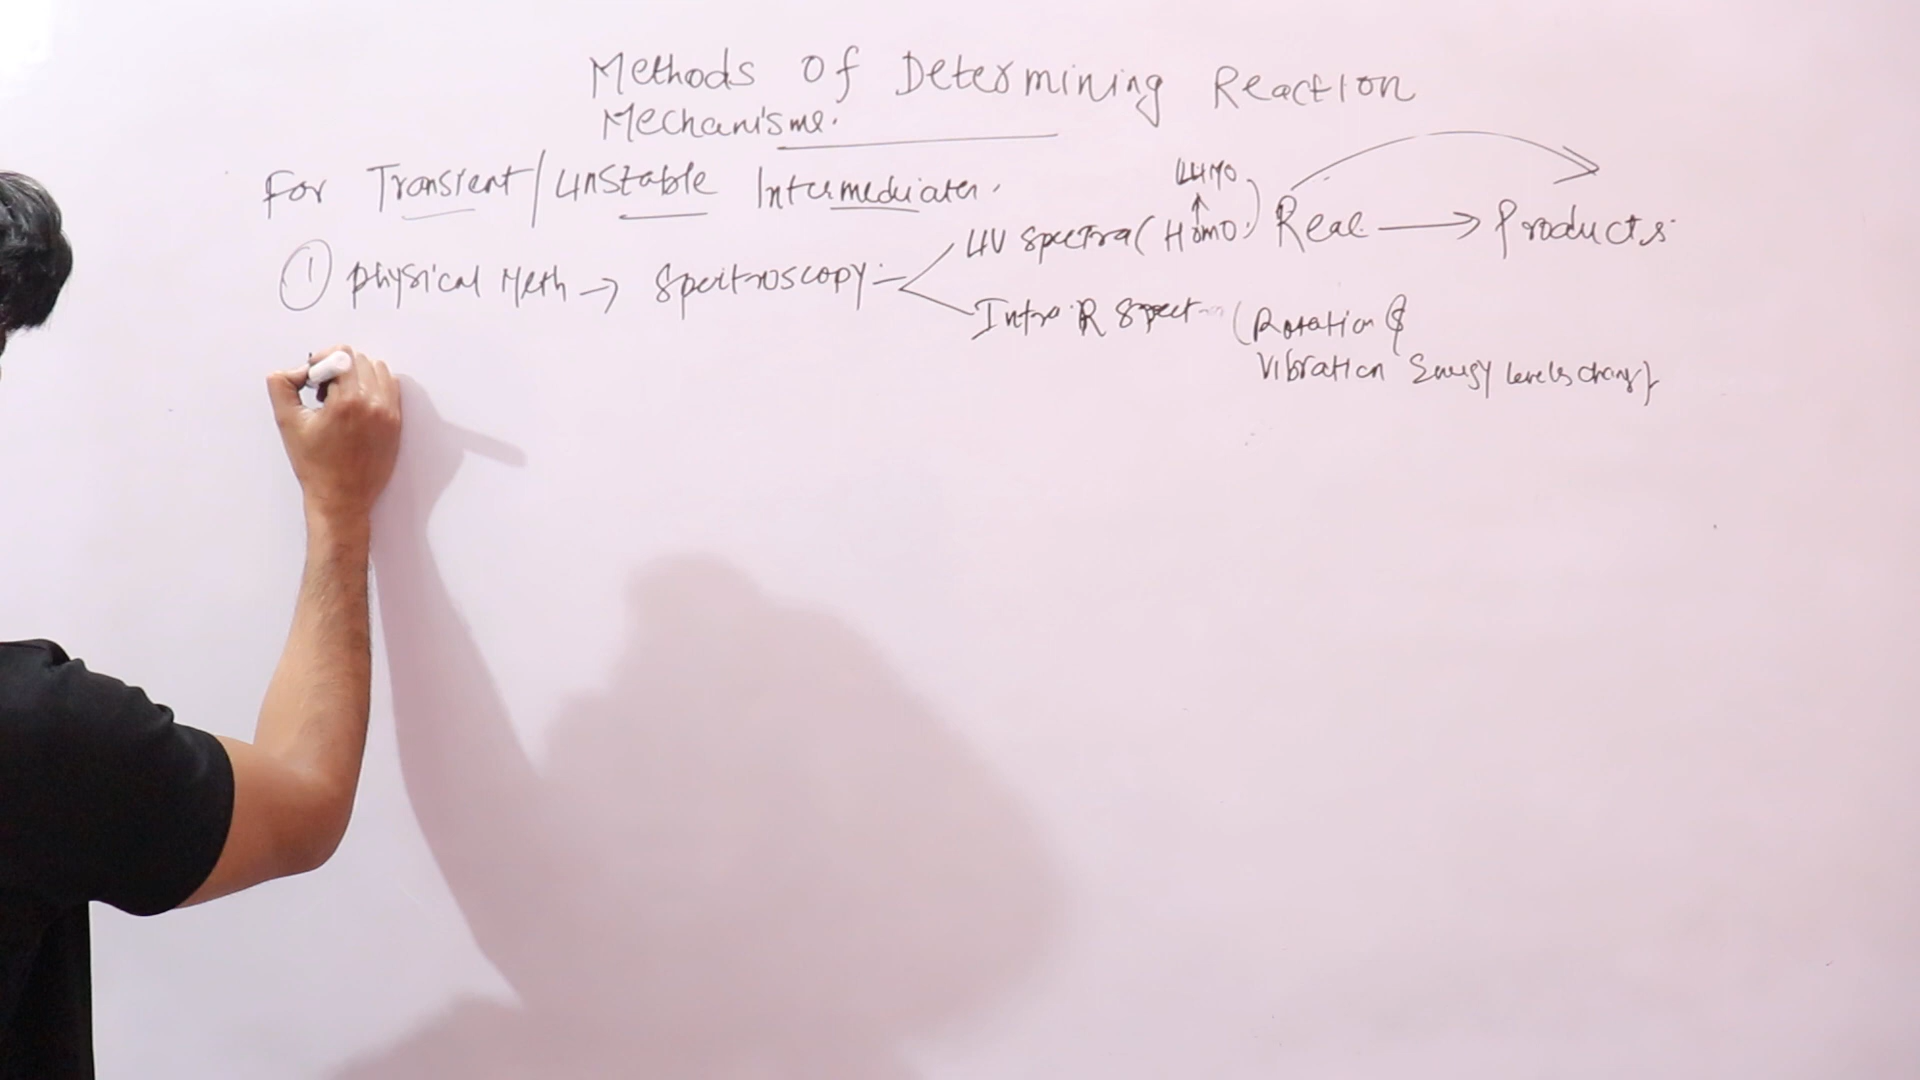 Methods Of Determining Reaction
Mechanisms.
For Transient/Unstable Intermediates.
① Physical Meth → Spectroscopy:-
UV Spectra (Homo.)
↑
LUMO
Reac. → Products.
Infra R Spect (Rotation &
Vibration Energy levels change}